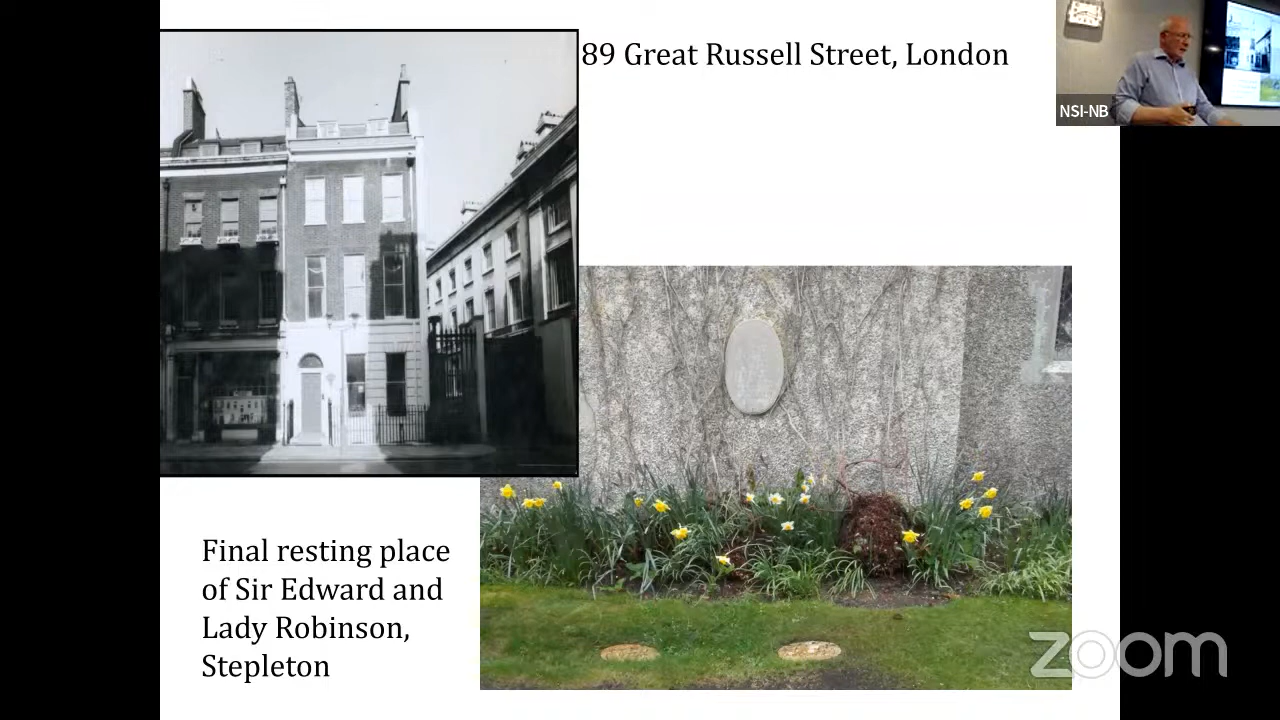 89 Great Russell Street, London
NSI-NB
Final resting place
of Sir Edward and
Lady Robinson,
Stepleton
zoom